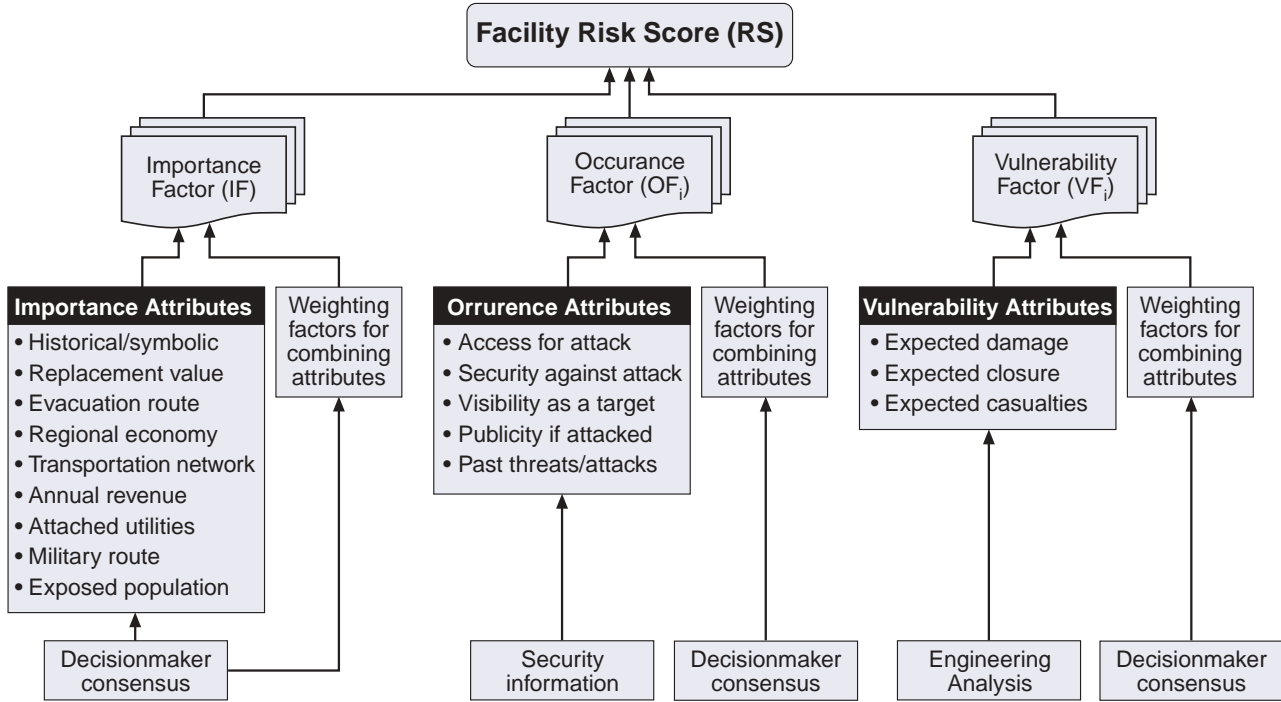 Facility Risk Score (RS)
Importance
Factor (IF)
Occurance
Factor (OFi)
Vulnerability
Factor (VFi)
Importance Attributes
• Historical/symbolic
• Replacement value
• Evacuation route
• Regional economy
• Transportation network
• Annual revenue
• Attached utilities
• Military route
• Exposed population
Weighting
factors for
combining
attributes
Orrurence Attributes
• Access for attack
• Security against attack
• Visibility as a target
• Publicity if attacked
• Past threats/attacks
Weighting
factors for
combining
attributes
Vulnerability Attributes
• Expected damage
• Expected closure
• Expected casualties
Weighting
factors for
combining
attributes
Decisionmaker
consensus
Security
information
Decisionmaker
consensus
Engineering
Analysis
Decisionmaker
consensus